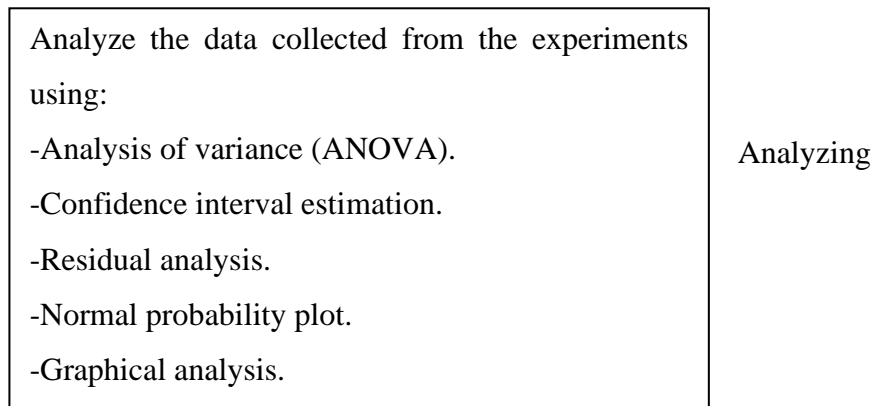 Analyze the data collected from the experiments
using:
-Analysis of variance (ANOVA).
Analyzing
-Confidence interval estimation.
-Residual analysis.
-Normal probability plot.
-Graphical analysis.